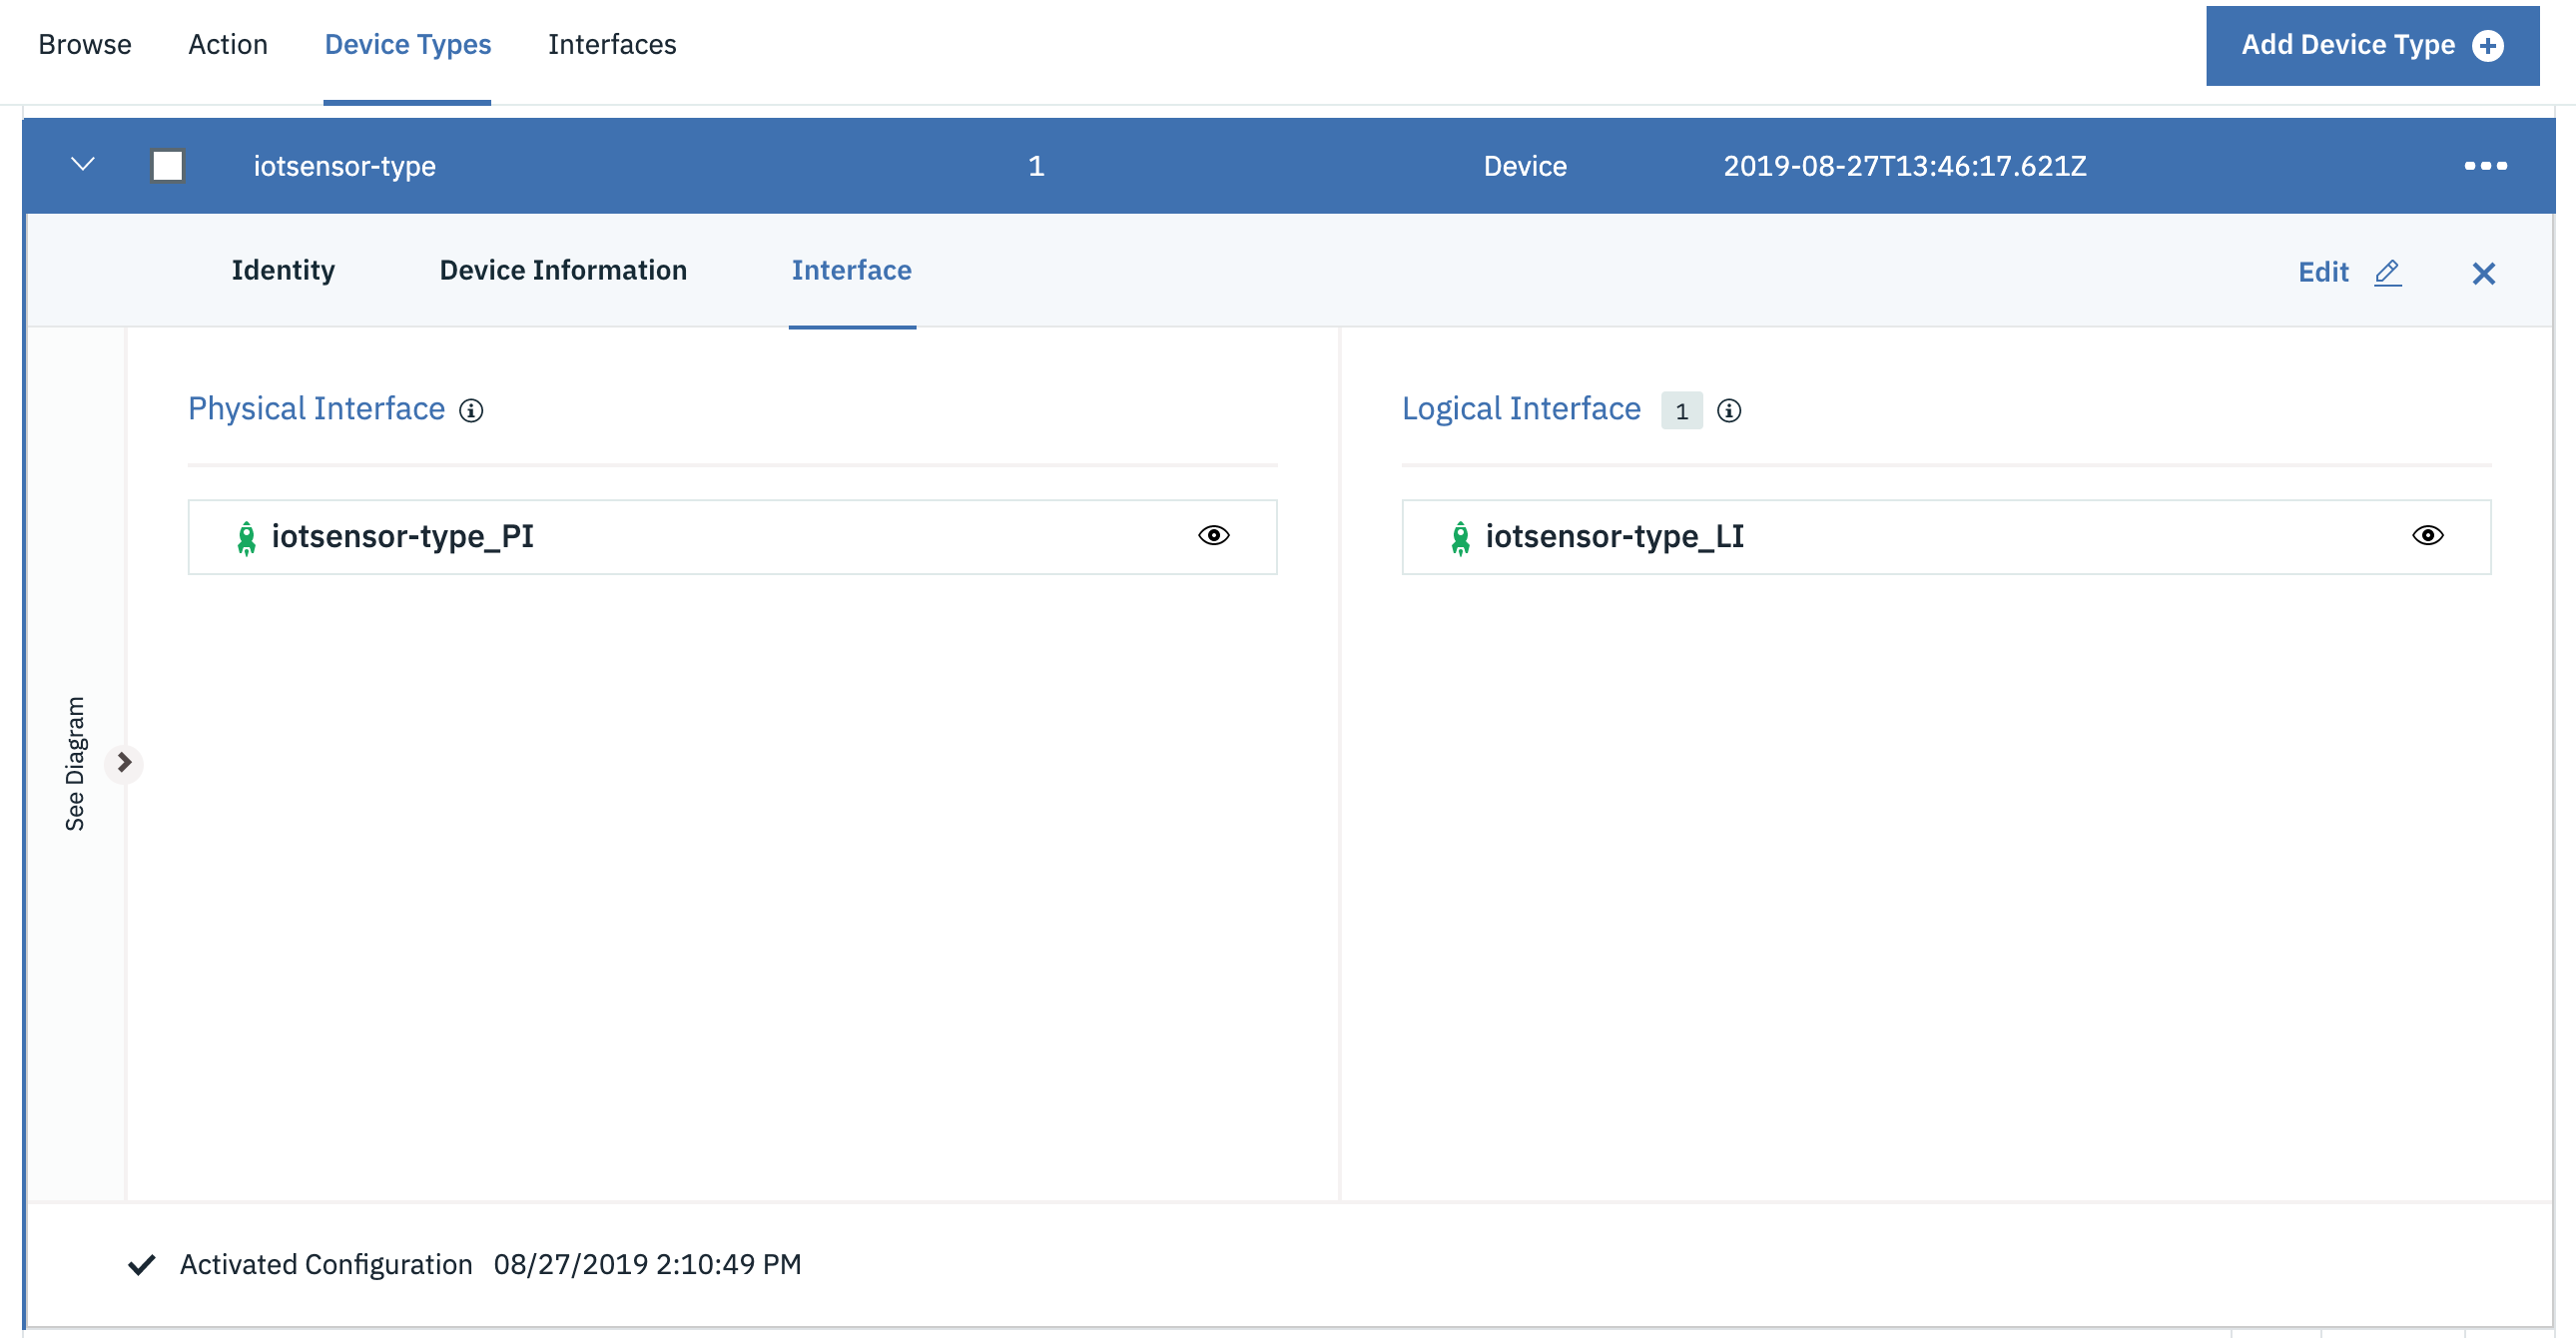 Browse Action Device Types Interfaces Add Device Type
iotsensor-type 1 Device 2019-08-27T13:46:17.621Z
Identity Device Information Interface Edit
Physical Interface
iotsensor-type_PI
Logical Interface 1
iotsensor-type_LI
See Diagram
Activated Configuration 08/27/2019 2:10:49 PM